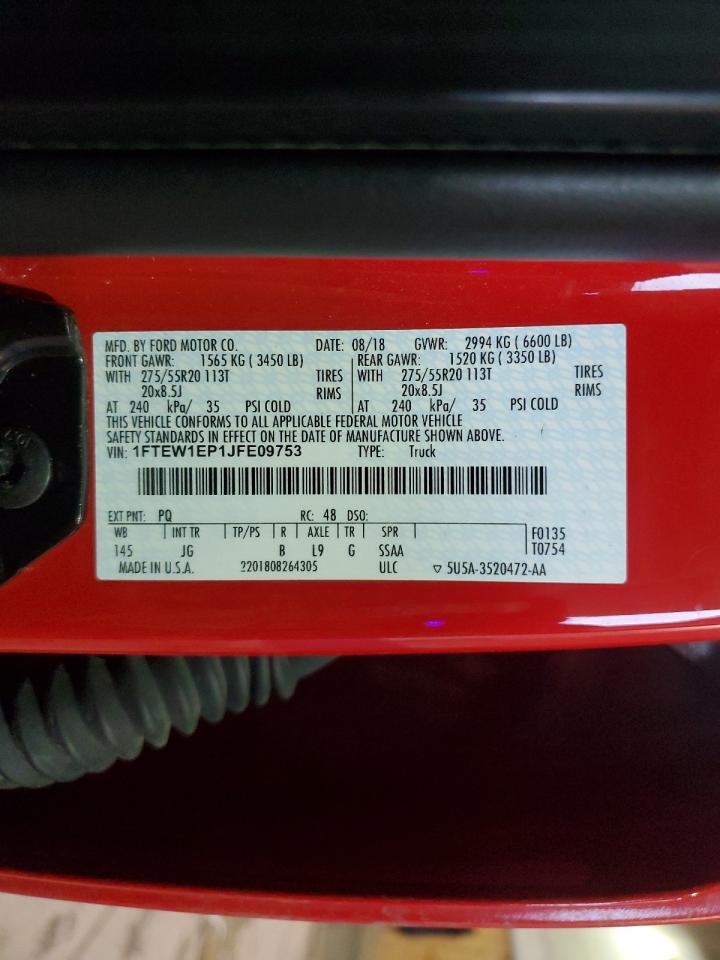 MFD. BY FORD MOTOR CO. DATE: 08/18 GVWR: 2994 KG ( 6600 LB)
FRONT GAWR: 1565 KG ( 3450 LB) REAR GAWR: 1520 KG ( 3350 LB)
WITH 275/55R20 113T TIRES WITH 275/55R20 113T TIRES
20x8.5J RIMS 20x8.5J RIMS
AT 240 kPa/ 35 PSI COLD AT 240 kPa/ 35 PSI COLD
THIS VEHICLE CONFORMS TO ALL APPLICABLE FEDERAL MOTOR VEHICLE
SAFETY STANDARDS IN EFFECT ON THE DATE OF MANUFACTURE SHOWN ABOVE.
VIN: 1FTEW1EP1JFE09753 TYPE: Truck
EXT PNT: PQ RC: 48 DSO:
WB INT TR TP/PS R AXLE TR SPR F0135
145 JG B L9 G SSAA T0754
MADE IN U.S.A. 2201808264305 ULC ▽ 5U5A-3520472-AA